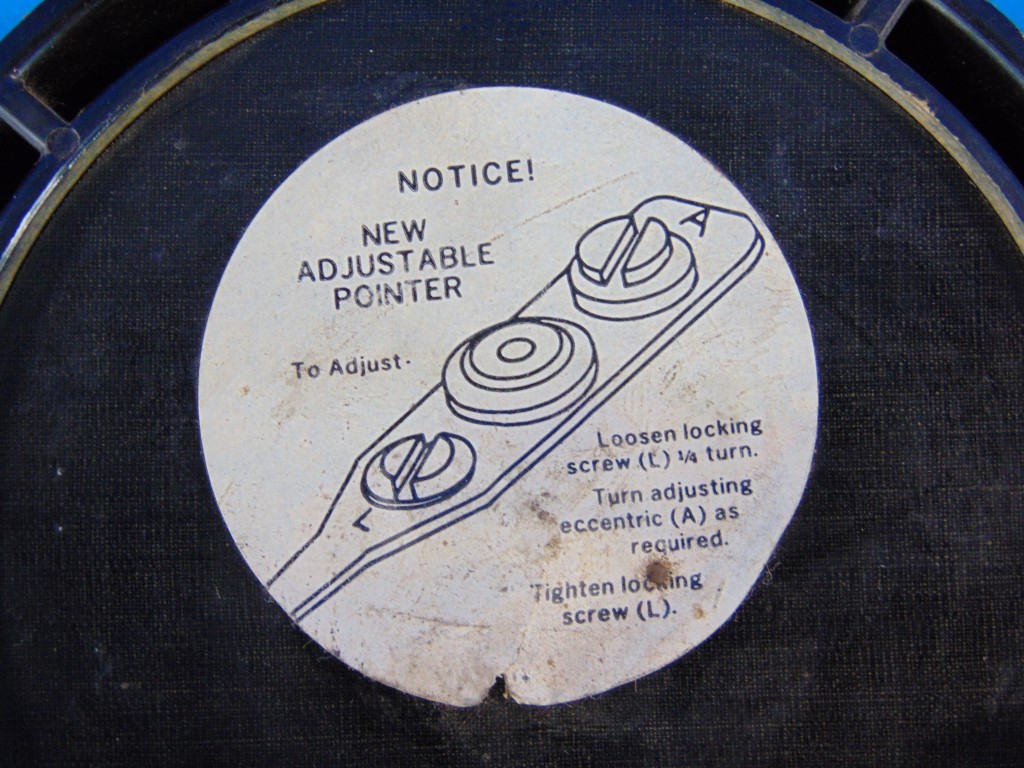 NOTICE!
NEW
ADJUSTABLE
POINTER
A
To Adjust.
Loosen locking
screw (L) ¼ turn.
Turn adjusting
eccentric (A) as
required.
L
Tighten locking
screw (L).